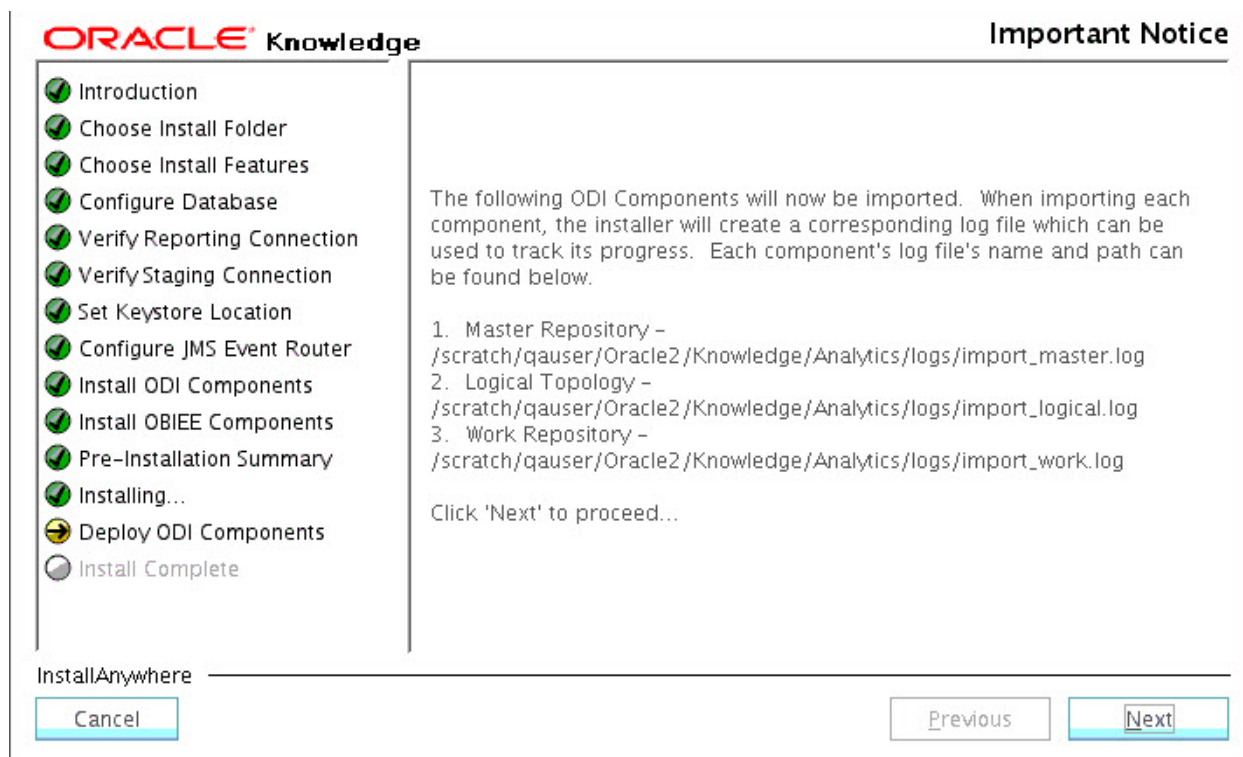 ORACLE Knowledge
Important Notice
Introduction
Choose Install Folder
Choose Install Features
Configure Database
Verify Reporting Connection
Verify Staging Connection
Set Keystore Location
Configure JMS Event Router
Install ODI Components
Install OBIEE Components
Pre-Installation Summary
Installing...
Deploy ODI Components
Install Complete
The following ODI Components will now be imported. When importing each
component, the installer will create a corresponding log file which can be
used to track its progress. Each component's log file's name and path can
be found below.
1. Master Repository –
/scratch/qauser/Oracle2/Knowledge/Analytics/logs/import_master.log
2. Logical Topology –
/scratch/qauser/Oracle2/Knowledge/Analytics/logs/import_logical.log
3. Work Repository –
/scratch/qauser/Oracle2/Knowledge/Analytics/logs/import_work.log
Click 'Next' to proceed...
InstallAnywhere
Cancel
Previous
Next